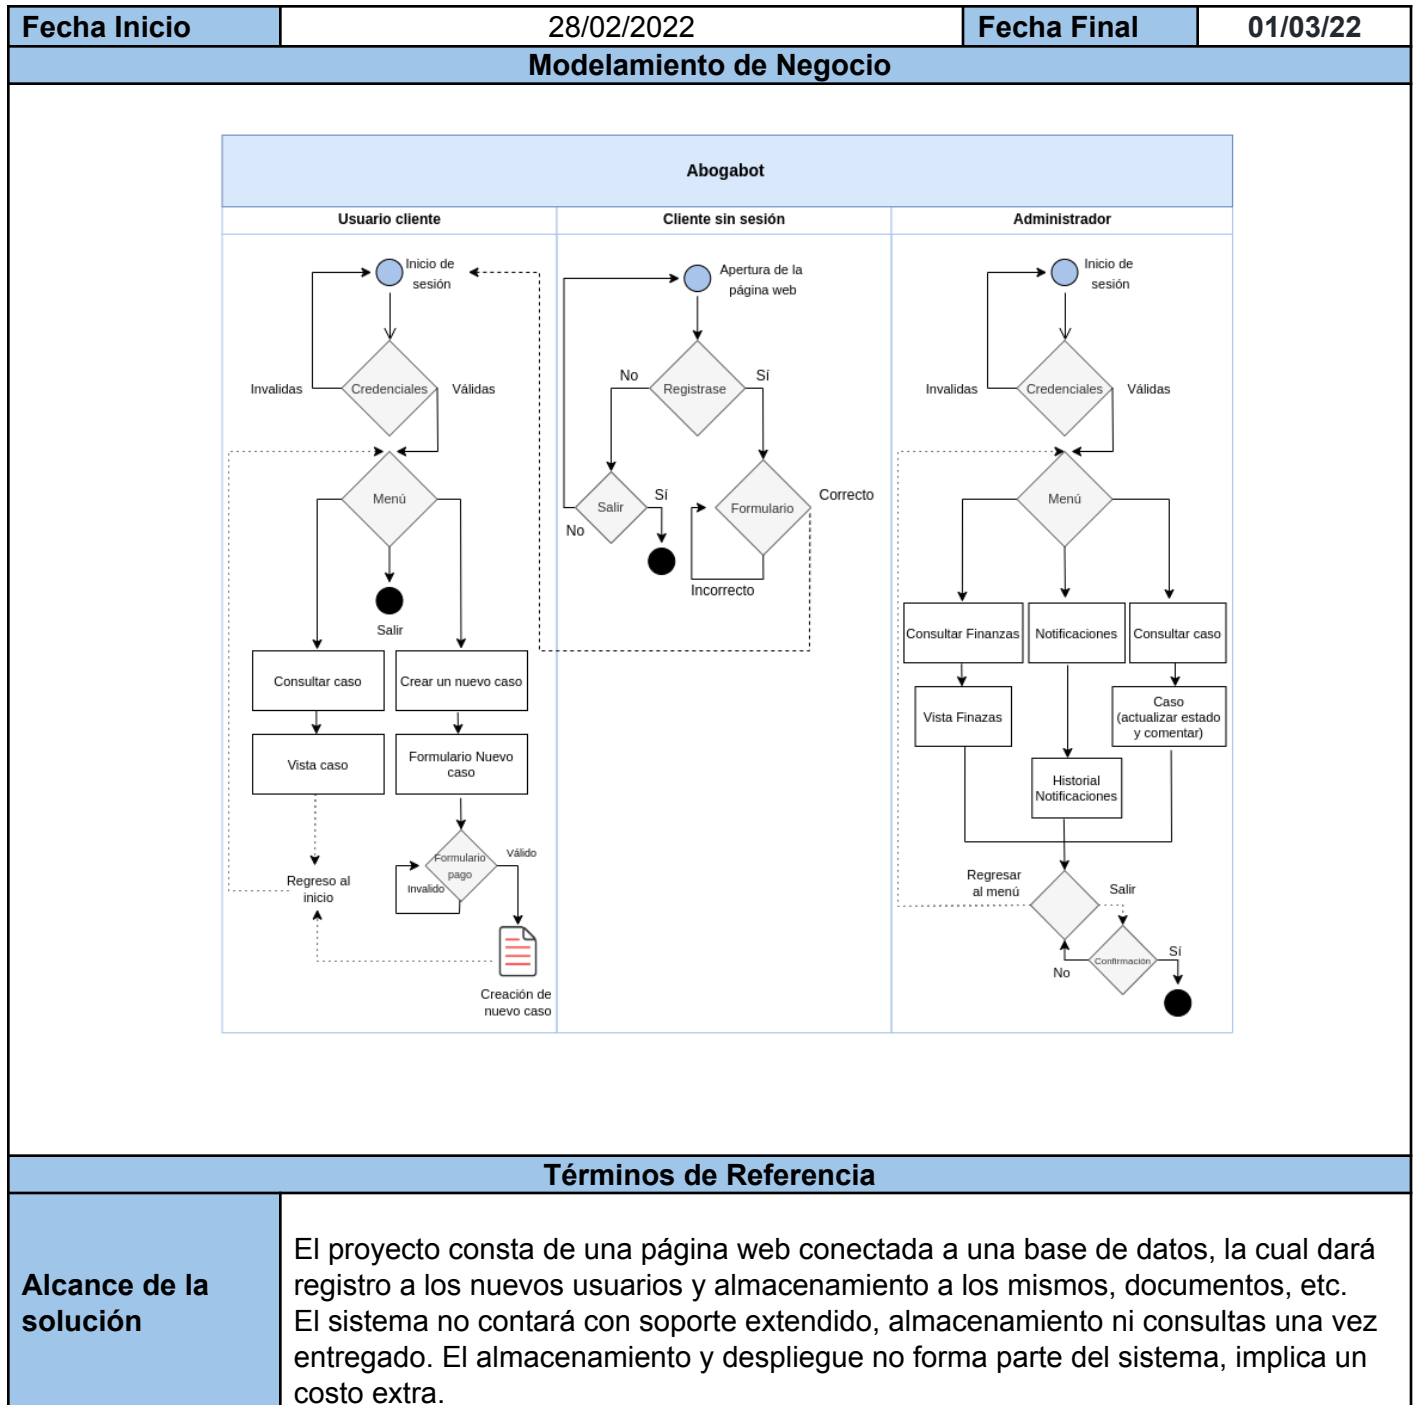 Fecha Inicio 28/02/2022 Fecha Final 01/03/22
Modelamiento de Negocio
Abogabot
Usuario cliente
Cliente sin sesión
Administrador
Inicio de
sesión
Credenciales
Invalidas
Válidas
Menú
Salir
Consultar caso
Crear un nuevo caso
Vista caso
Formulario Nuevo
caso
Formulario
pago
Válido
Invalido
Regreso al
inicio
Creación de
nuevo caso
Apertura de la
página web
No
Registrase
Sí
Salir
Sí
No
Formulario
Correcto
Incorrecto
Inicio de
sesión
Invalidas
Credenciales
Válidas
Menú
Consultar Finanzas
Notificaciones
Consultar caso
Vista Finazas
Caso
(actualizar estado
y comentar)
Historial
Notificaciones
Regresar
al menú
Salir
Confirmación
Sí
No
Términos de Referencia
Alcance de la
solución
El proyecto consta de una página web conectada a una base de datos, la cual dará
registro a los nuevos usuarios y almacenamiento a los mismos, documentos, etc.
El sistema no contará con soporte extendido, almacenamiento ni consultas una vez
entregado. El almacenamiento y despliegue no forma parte del sistema, implica un
costo extra.